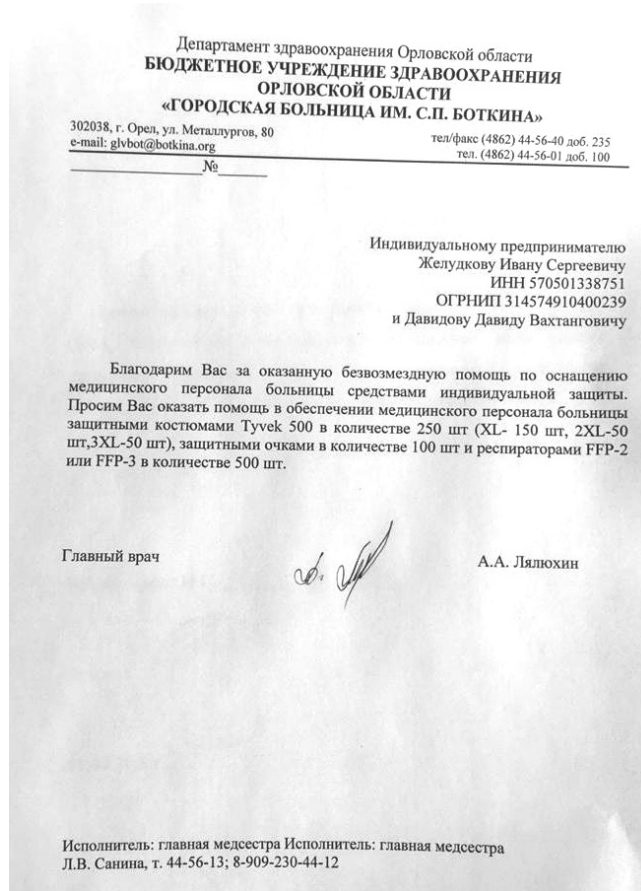 Департамент здравоохранения Орловской области
БЮДЖЕТНОЕ УЧРЕЖДЕНИЕ ЗДРАВООХРАНЕНИЯ
ОРЛОВСКОЙ ОБЛАСТИ
«ГОРОДСКАЯ БОЛЬНИЦА ИМ. С.П. БОТКИНА»
302038, г. Орел, ул. Металлургов, 80
e-mail: glvbot@botkina.org
тел/факс (4862) 44-56-40 доб. 235
тел. (4862) 44-56-01 доб. 100
№
Индивидуальному предпринимателю
Желудкову Ивану Сергеевичу
ИНН 570501338751
ОГРНИП 314574910400239
и Давидову Давиду Вахтанговичу
Благодарим Вас за оказанную безвозмездную помощь по оснащению
медицинского персонала больницы средствами индивидуальной защиты.
Просим Вас оказать помощь в обеспечении медицинского персонала больницы
защитными костюмами Tyvek 500 в количестве 250 шт (XL- 150 шт, 2XL-50
шт,3XL-50 шт), защитными очками в количестве 100 шт и респираторами FFP-2
или FFP-3 в количестве 500 шт.
Главный врач
А.А. Лялюхин
Исполнитель: главная медсестра Исполнитель: главная медсестра
Л.В. Санина, т. 44-56-13; 8-909-230-44-12